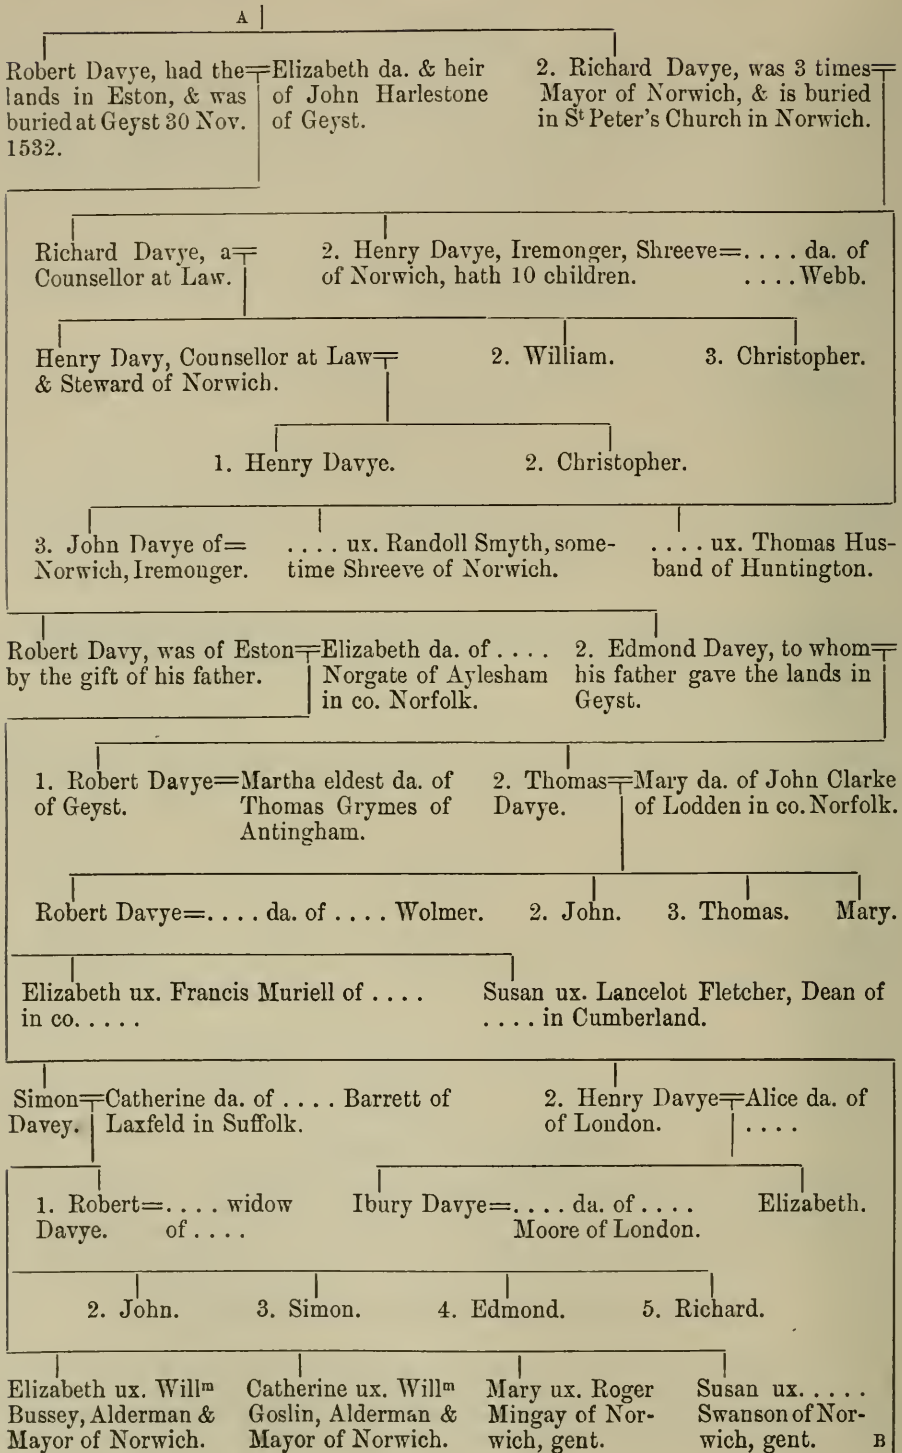 A
Robert Davye, had the
lands in Eston, & was
buried at Geyst 30 Nov.
1532.
Elizabeth da. & heir
of John Harlestone
of Geyst.
2. Richard Davye, was 3 times
Mayor of Norwich, & is buried
in St Peter's Church in Norwich.
Richard Davye, a
Counsellor at Law.
2. Henry Davye, Iremonger, Shreeve=.... da. of
of Norwich, hath 10 children. ....Webb.
Henry Davy, Counsellor at Law
& Steward of Norwich.
2. William.
3. Christopher.
1. Henry Davye.
2. Christopher.
3. John Davye of=
Norwich, Iremonger.
.... ux. Randoll Smyth, some-
time Shreeve of Norwich.
.... ux. Thomas Hus-
band of Huntington.
Robert Davy, was of Eston
by the gift of his father.
Elizabeth da. of ....
Norgate of Aylesham
in co. Norfolk.
2. Edmond Davey, to whom
his father gave the lands in
Geyst.
1. Robert Davye=
of Geyst.
Martha eldest da. of
Thomas Grymes of
Antingham.
2. Thomas
Davye.
Mary da. of John Clarke
of Lodden in co. Norfolk.
Robert Davye=.... da. of .... Wolmer.
2. John.
3. Thomas.
Mary.
Elizabeth ux. Francis Muriell of ....
in co.....
Susan ux. Lancelot Fletcher, Dean of
.... in Cumberland.
Simon
Davey.
Catherine da. of .... Barrett of
Laxfeld in Suffolk.
2. Henry Davye
of London.
Alice da. of
....
1. Robert=.... widow
Davye. of ....
Ibury Davye=.... da. of ....
Moore of London.
Elizabeth.
2. John.
3. Simon.
4. Edmond.
5. Richard.
Elizabeth ux. Willm
Bussey, Alderman &
Mayor of Norwich.
Catherine ux. Willm
Goslin, Alderman &
Mayor of Norwich.
Mary ux. Roger
Mingay of Nor-
wich, gent.
Susan ux.....
Swanson of Nor-
wich, gent.
B